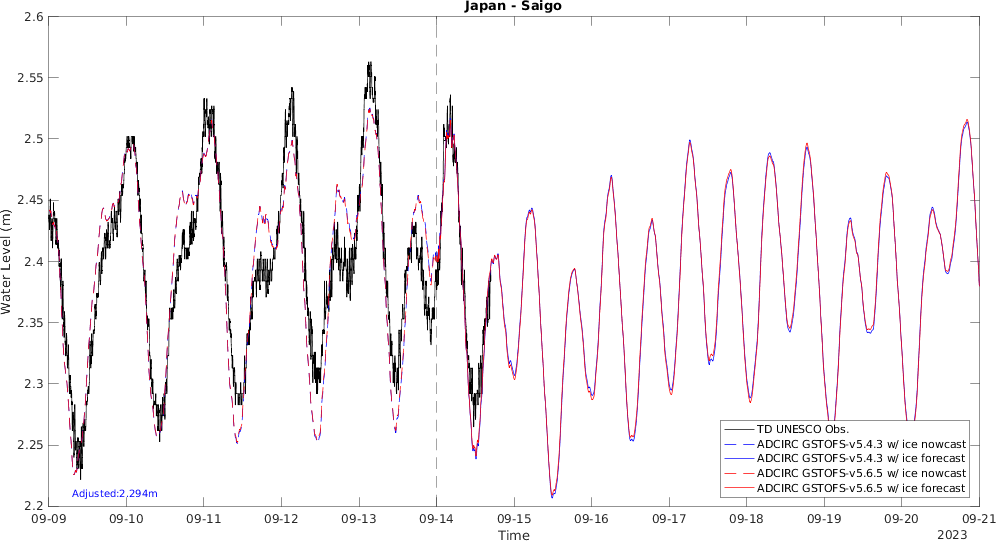 Japan - Saigo
2.6
2.55
2.5
2.45
2.4
2.35
2.3
2.25
2.2
Water Level (m)
Adjusted:2.294m
TD UNESCO Obs.
ADCIRC GSTOFS-v5.4.3 w/ ice nowcast
ADCIRC GSTOFS-v5.4.3 w/ ice forecast
ADCIRC GSTOFS-v5.6.5 w/ ice nowcast
ADCIRC GSTOFS-v5.6.5 w/ ice forecast
09-09 09-10 09-11 09-12 09-13 09-14 09-15 09-16 09-17 09-18 09-19 09-20 09-21
Time
2023